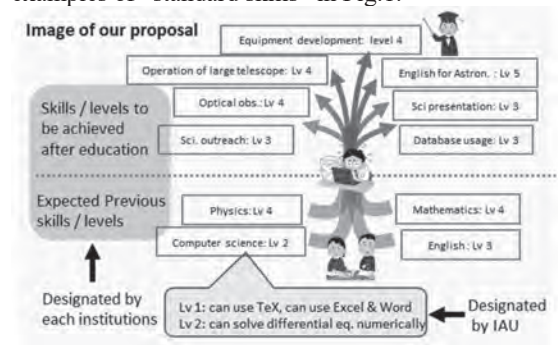 Image of our proposal
Equipment development: level 4
Operation of large telescope: Lv 4
English for Astron. : Lv 5
Optical obs.: Lv 4
Sci presentation: Lv 3
Skills / levels to
be achieved
after education
Sci. outreach: Lv 3
Database usage: Lv 3
Expected Previous
skills / levels
Physics: Lv 4
Mathematics: Lv 4
Computer science: Lv 2
English: Lv 3
Designated by
each institutions
Lv 1: can use TeX, can use Excel & Word
Lv 2: can solve differential eq. numerically
Designated
by IAU